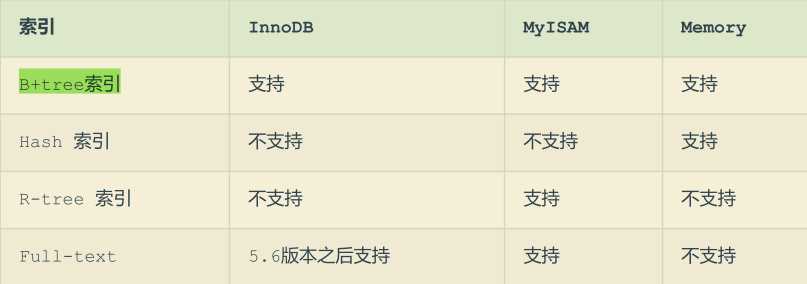 索引 InnoDB MyISAM Memory
B+tree索引 支持 支持 支持
Hash 索引 不支持 不支持 支持
R-tree 索引 不支持 支持 不支持
Full-text 5.6版本之后支持 支持 不支持